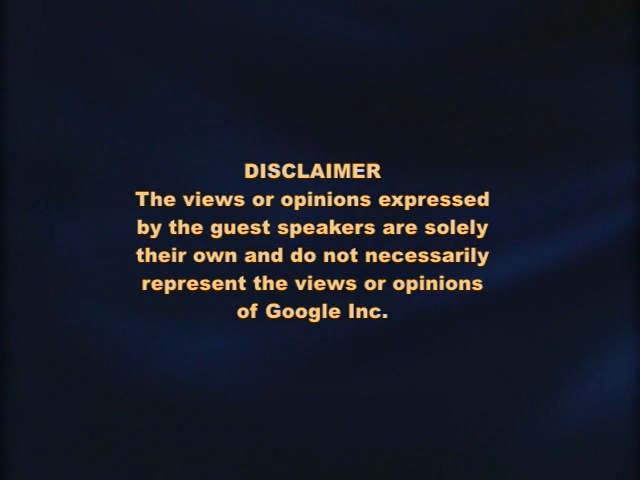 DISCLAIMER
The views or opinions expressed
by the guest speakers are solely
their own and do not necessarily
represent the views or opinions
of Google Inc.